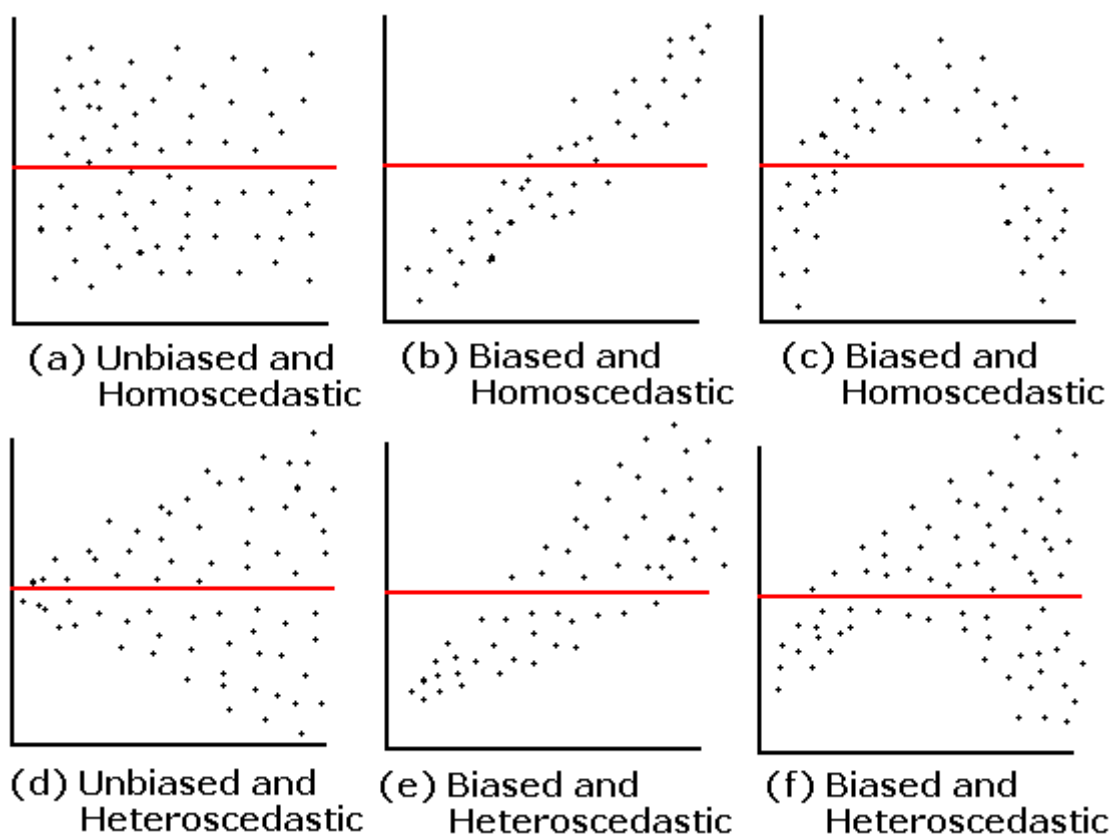 (a) Unbiased and
Homoscedastic
(b) Biased and
Homoscedastic
(c) Biased and
Homoscedastic
(d) Unbiased and
Heteroscedastic
(e) Biased and
Heteroscedastic
(f) Biased and
Heteroscedastic